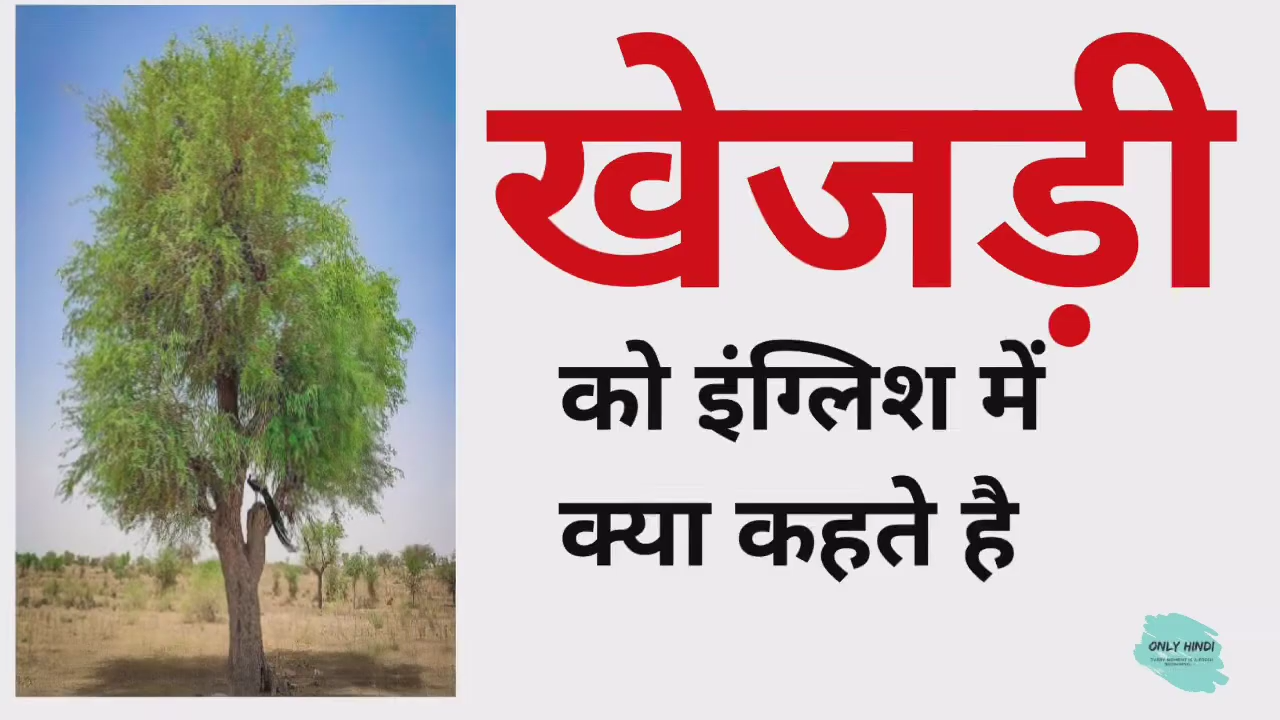 खेजड़ी
को इंग्लिश में
क्या कहते है
ONLY HINDI